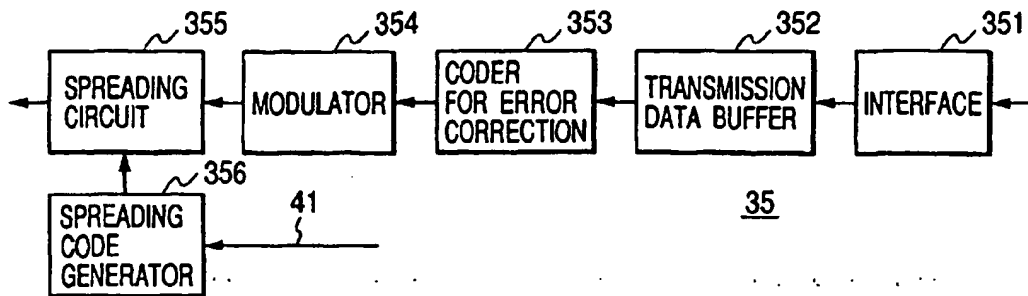 355
354
353
352
351
SPREADING
CIRCUIT
MODULATOR
CODER
FOR ERROR
CORRECTION
TRANSMISSION
DATA BUFFER
INTERFACE
356
SPREADING
CODE
GENERATOR
41
35